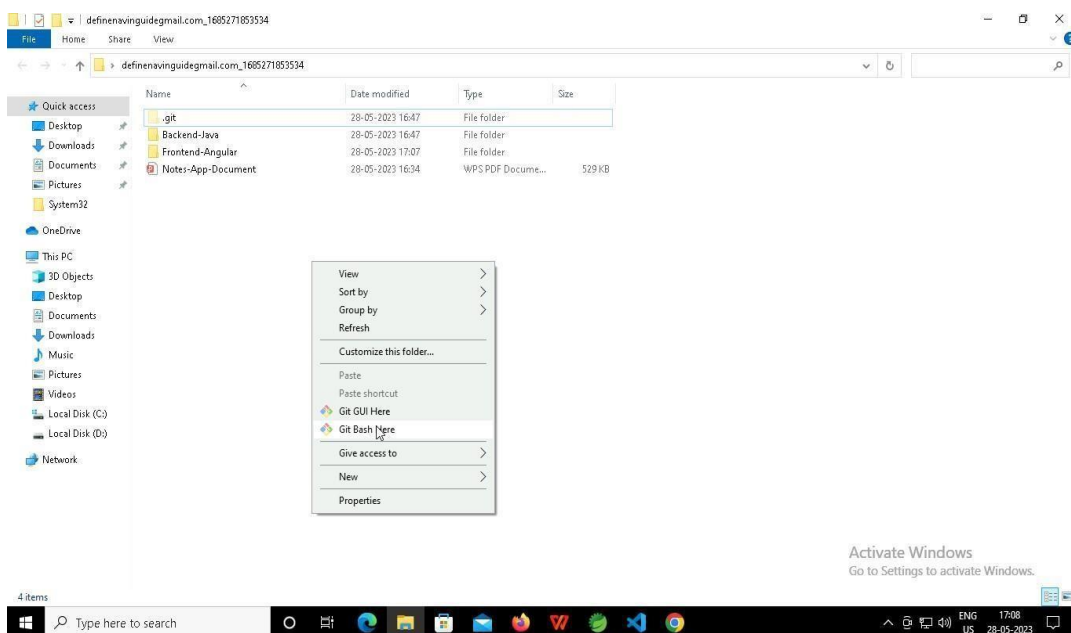 definenavinguidegmail.com_1685271853534
File Home Share View
definenavinguidegmail.com_1685271853534
Name Date modified Type Size
.git 28-05-2023 16:47 File folder
Backend-Java 28-05-2023 16:47 File folder
Frontend-Angular 28-05-2023 17:07 File folder
Notes-App-Document 28-05-2023 16:34 WPS PDF Docume... 529 KB
Quick access
Desktop
Downloads
Documents
Pictures
System32
OneDrive
This PC
3D Objects
Desktop
Documents
Downloads
Music
Pictures
Videos
Local Disk (C:)
Local Disk (D:)
Network
View
Sort by
Group by
Refresh
Customize this folder...
Paste
Paste shortcut
Git GUI Here
Git Bash Here
Give access to
New
Properties
Activate Windows
Go to Settings to activate Windows.
4 items
Type here to search
ENG 17:08
US 28-05-2023